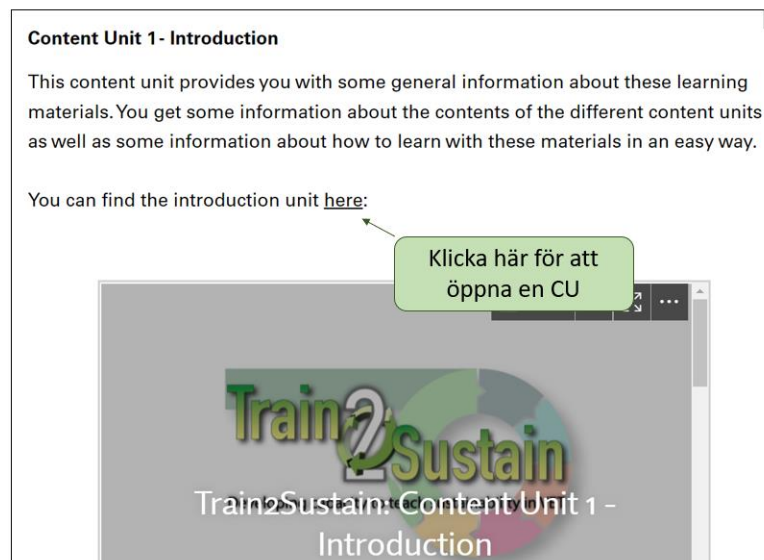 Content Unit 1- Introduction
This content unit provides you with some general information about these learning
materials. You get some information about the contents of the different content units
as well as some information about how to learn with these materials in an easy way.
You can find the introduction unit here:
Klicka här för att
öppna en CU
Train2Sustain
Train2Sustain: Content Unit 1 -
Introduction